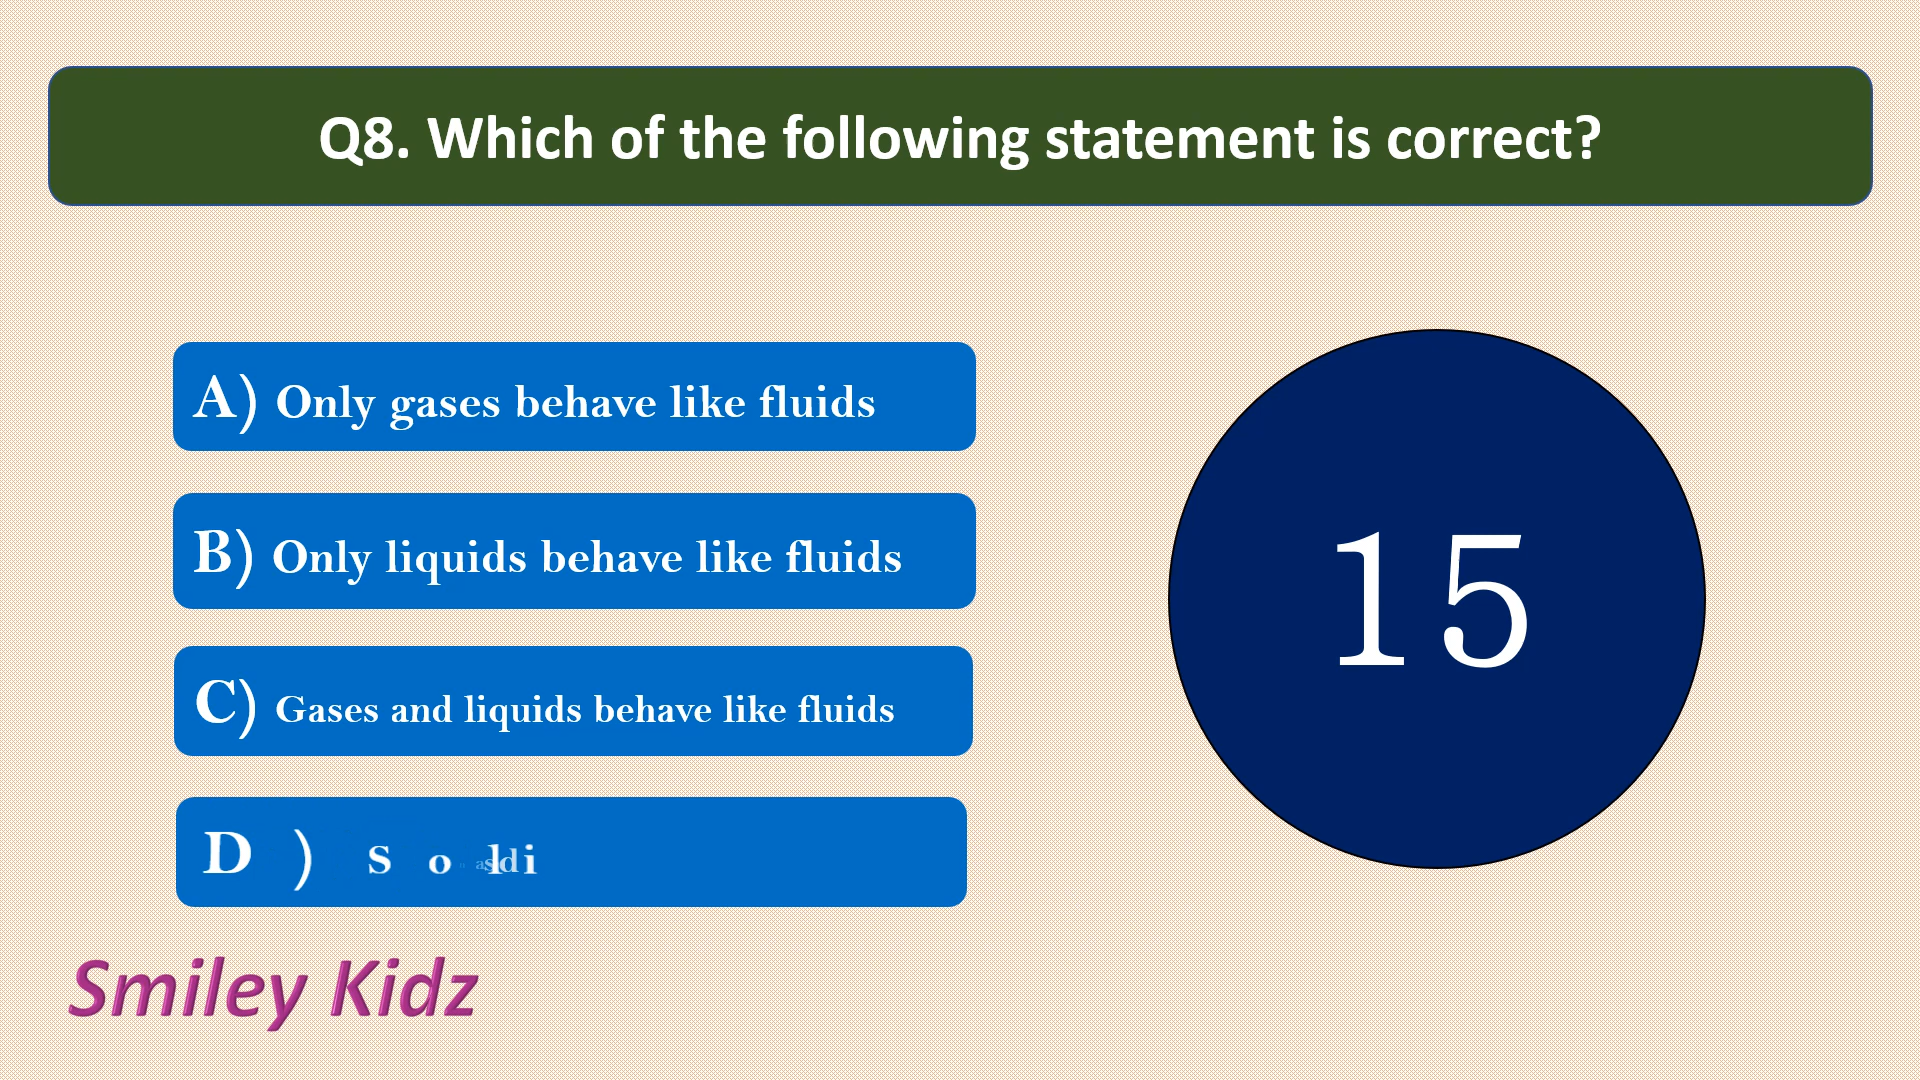 Q8. Which of the following statement is correct?
A) Only gases behave like fluids
B) Only liquids behave like fluids
15
C) Gases and liquids behave like fluids
D )
Smiley Kidz